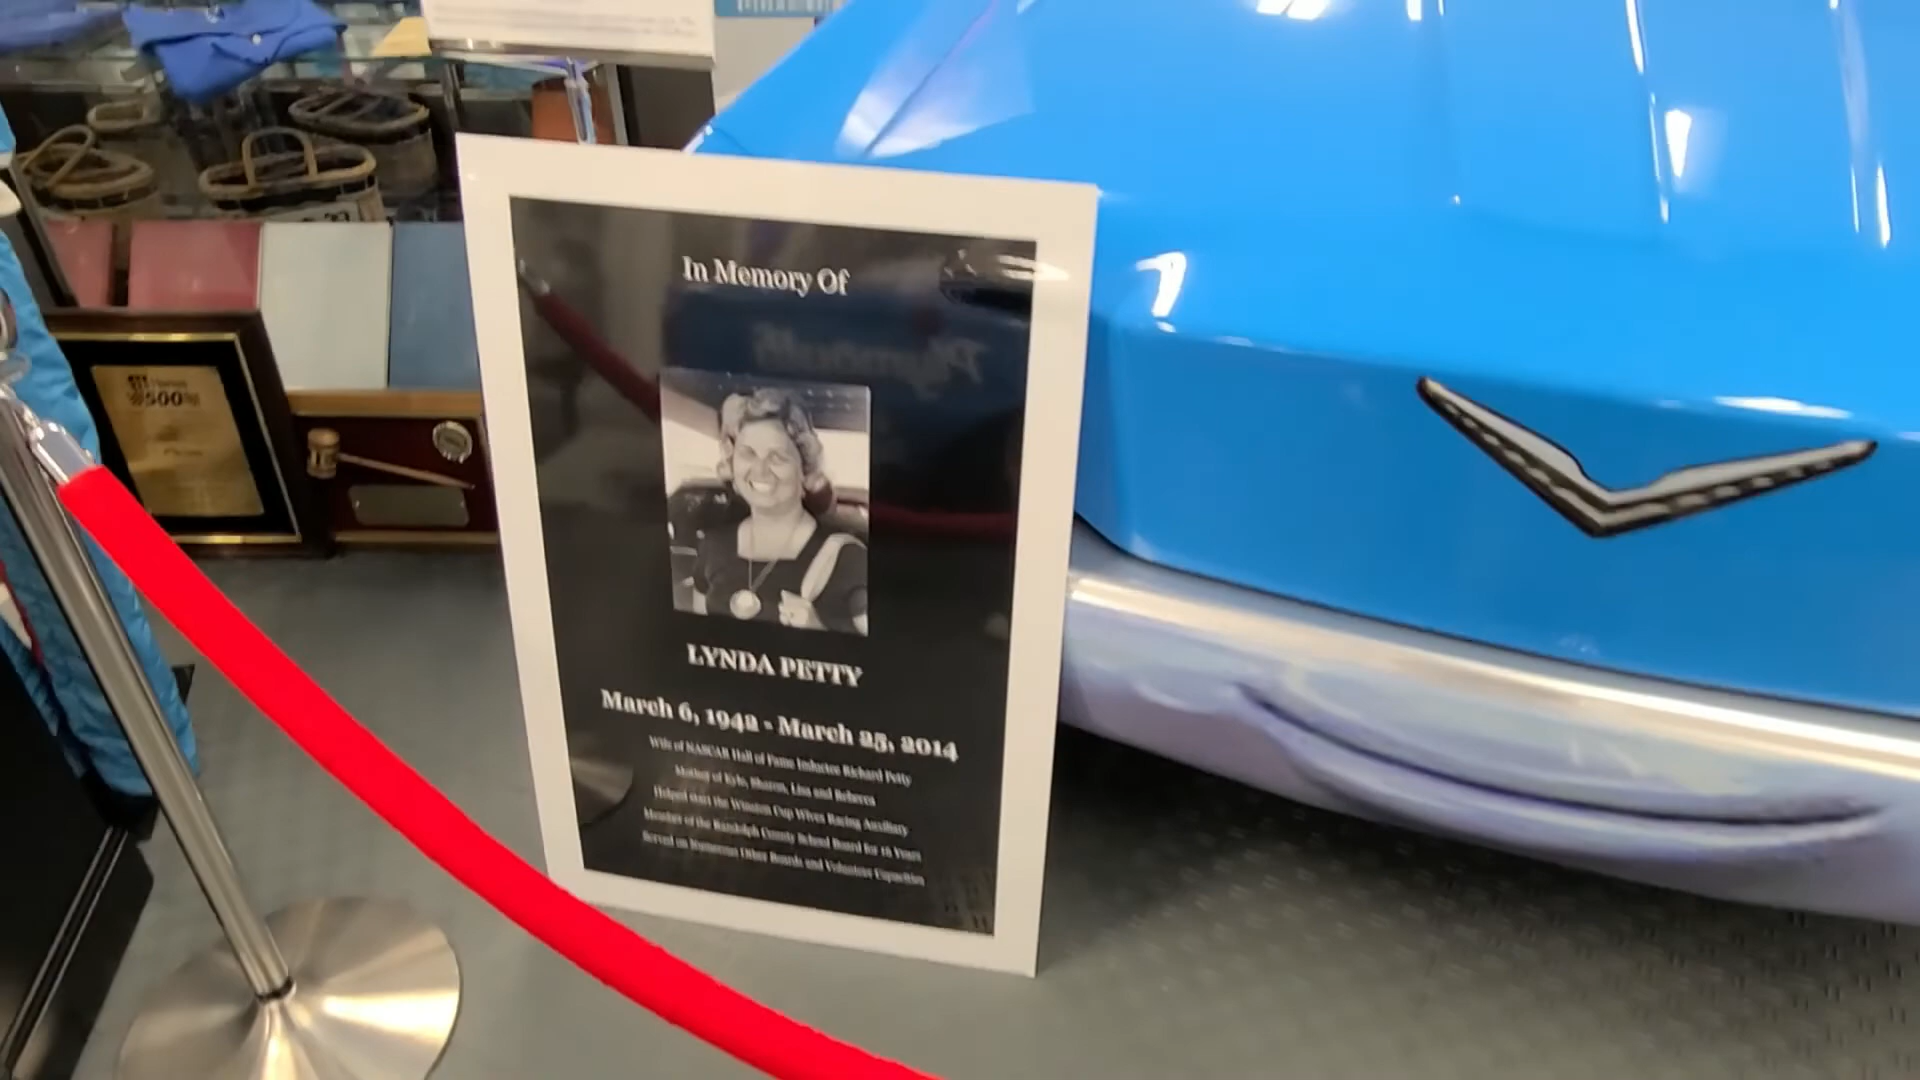 In Memory Of
LYNDA PETTY
March 6, 1942 - March 25, 2014
Wife of NASCAR Hall of Fame Inductee Richard Petty
Mother of Kyle, Sharon, Lisa and Rebecca
Helped start the Winston Cup Wives Racing Auxiliary
Member of the Randolph County School Board for 16 Years
Served on Numerous Other Boards and Volunteer Capacities
500